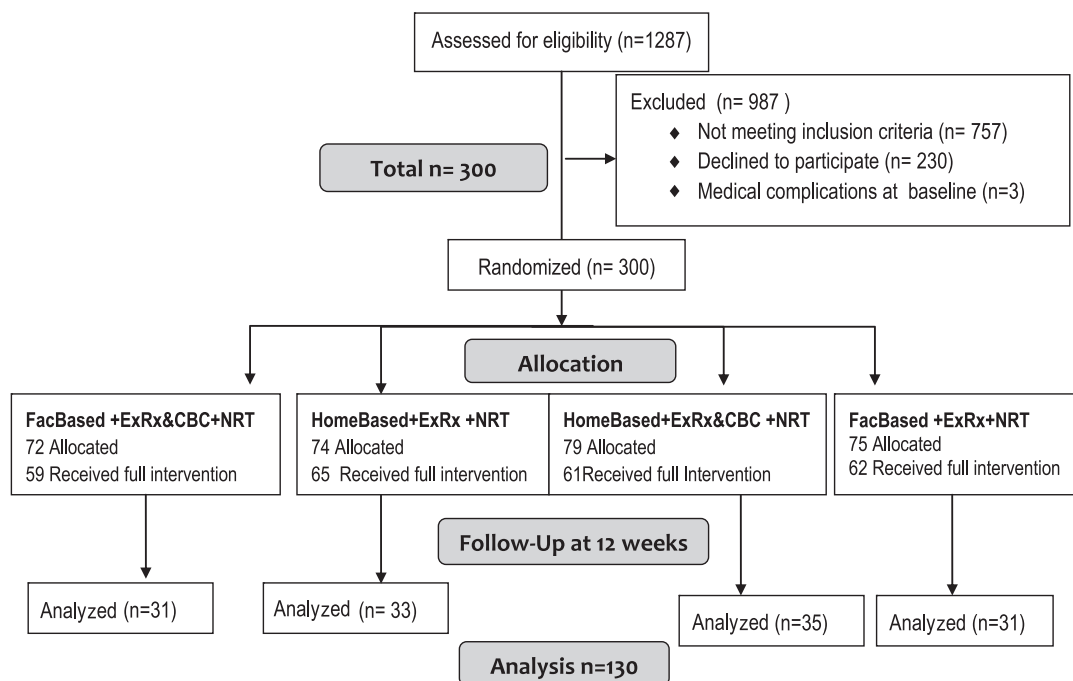 Assessed for eligibility (n=1287)
Excluded (n= 987 )
♦ Not meeting inclusion criteria (n= 757)
♦ Declined to participate (n= 230)
♦ Medical complications at baseline (n=3)
Total n= 300
Randomized (n= 300)
Allocation
FacBased +ExRx&CBC+NRT
72 Allocated
59 Received full intervention
HomeBased+ExRx +NRT
74 Allocated
65 Received full intervention
HomeBased+ExRx&CBC +NRT
79 Allocated
61Received full Intervention
FacBased +ExRx+NRT
75 Allocated
62 Received full intervention
Follow-Up at 12 weeks
Analyzed (n=31)
Analyzed (n= 33)
Analyzed (n=35)
Analyzed (n=31)
Analysis n=130